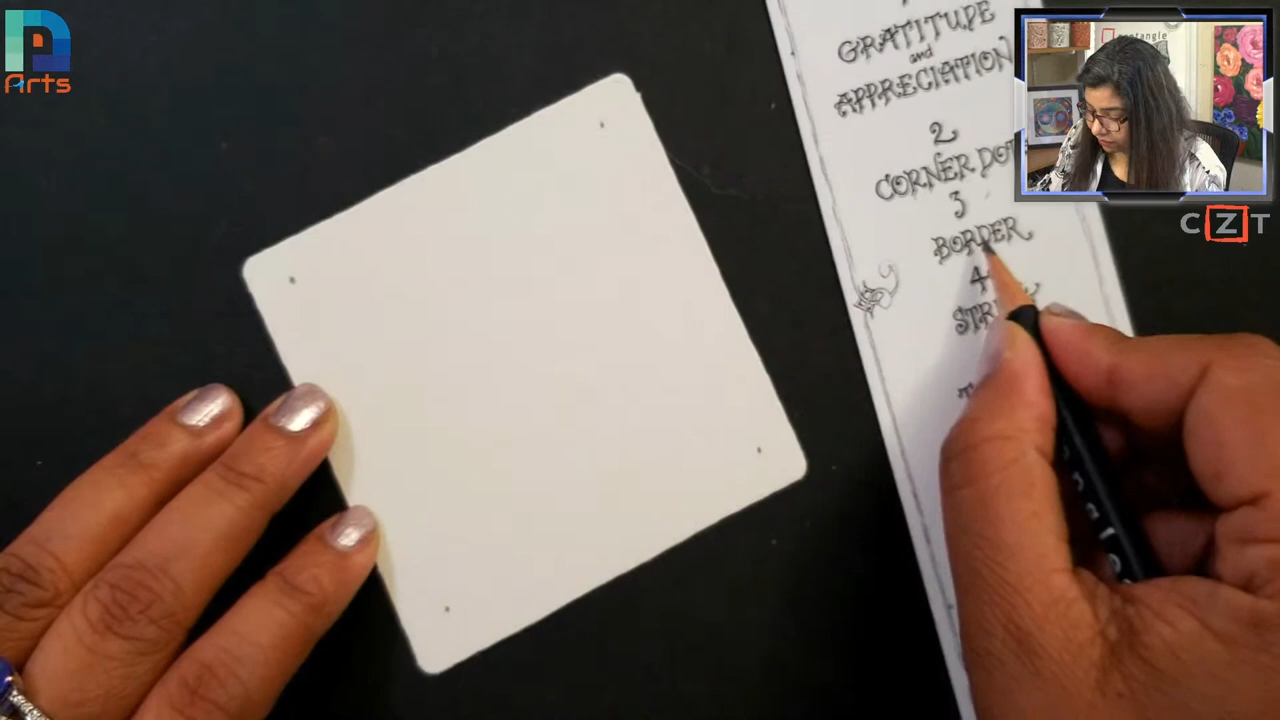 Arts
GRATITUDE
and
APPRECIATION
2
CORNER DOT
3
BORDER
4
CZT